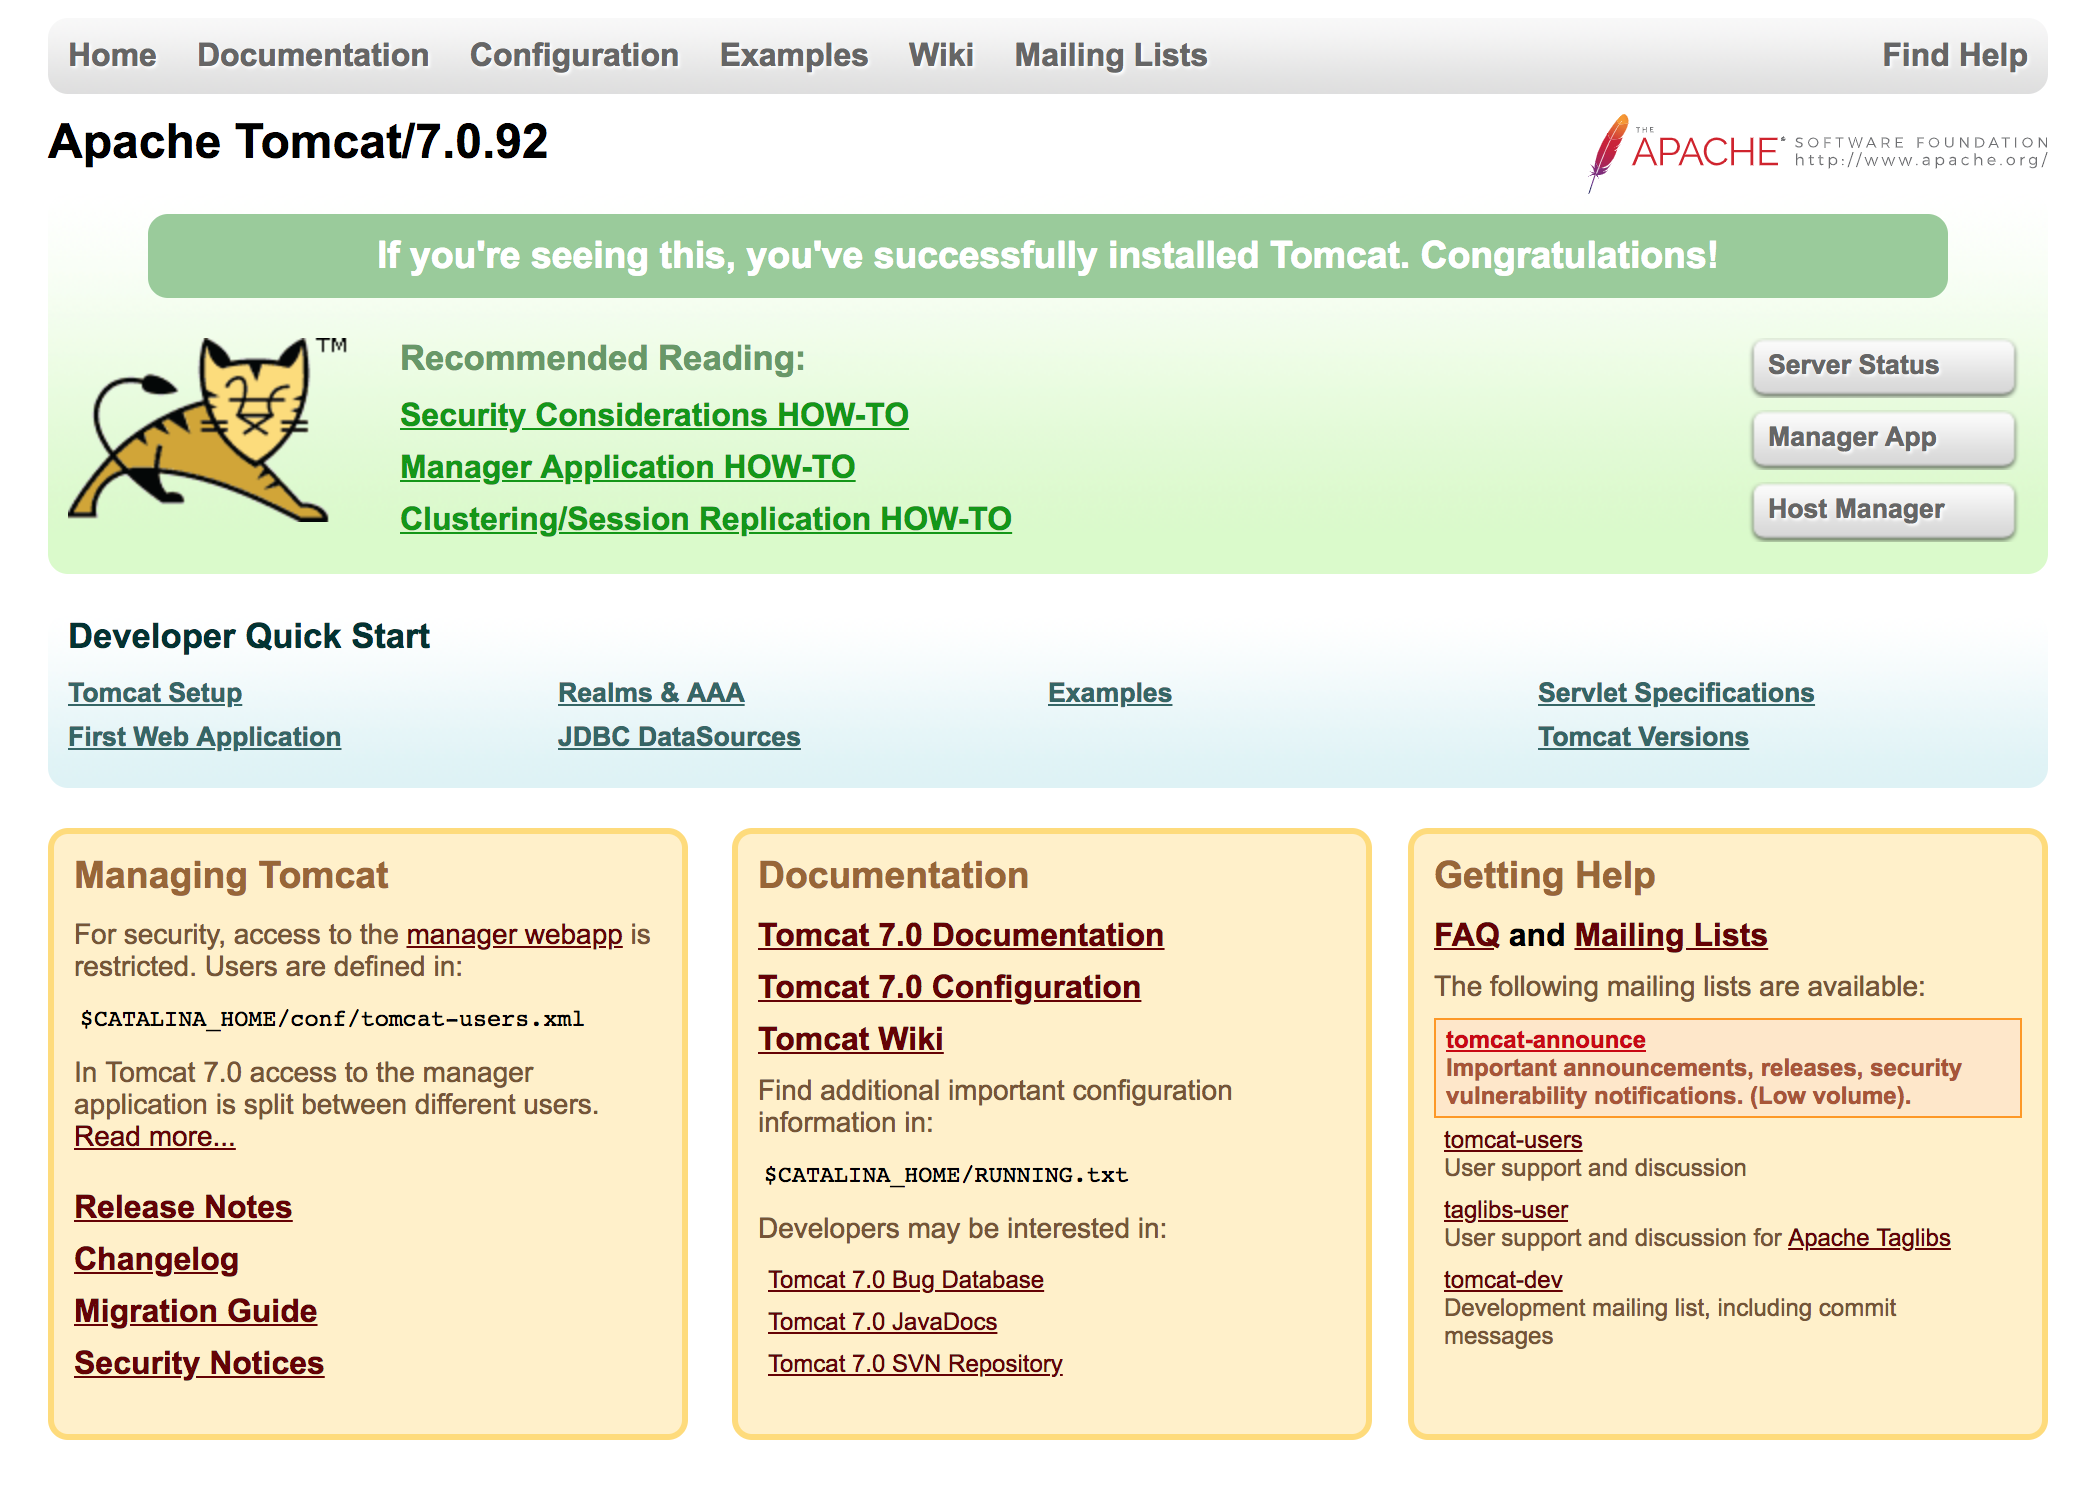 Home Documentation Configuration Examples Wiki Mailing Lists Find Help
Apache Tomcat/7.0.92
THE APACHE® SOFTWARE FOUNDATION
http://www.apache.org/
If you're seeing this, you've successfully installed Tomcat. Congratulations!
TM
Recommended Reading:
Security Considerations HOW-TO
Manager Application HOW-TO
Clustering/Session Replication HOW-TO
Server Status
Manager App
Host Manager
Developer Quick Start
Tomcat Setup
First Web Application
Realms & AAA
JDBC DataSources
Examples
Servlet Specifications
Tomcat Versions
Managing Tomcat
For security, access to the manager webapp is
restricted. Users are defined in:
$CATALINA_HOME/conf/tomcat-users.xml
In Tomcat 7.0 access to the manager
application is split between different users.
Read more...
Release Notes
Changelog
Migration Guide
Security Notices
Documentation
Tomcat 7.0 Documentation
Tomcat 7.0 Configuration
Tomcat Wiki
Find additional important configuration
information in:
$CATALINA_HOME/RUNNING.txt
Developers may be interested in:
Tomcat 7.0 Bug Database
Tomcat 7.0 JavaDocs
Tomcat 7.0 SVN Repository
Getting Help
FAQ and Mailing Lists
The following mailing lists are available:
tomcat-announce
Important announcements, releases, security
vulnerability notifications. (Low volume).
tomcat-users
User support and discussion
taglibs-user
User support and discussion for Apache Taglibs
tomcat-dev
Development mailing list, including commit
messages